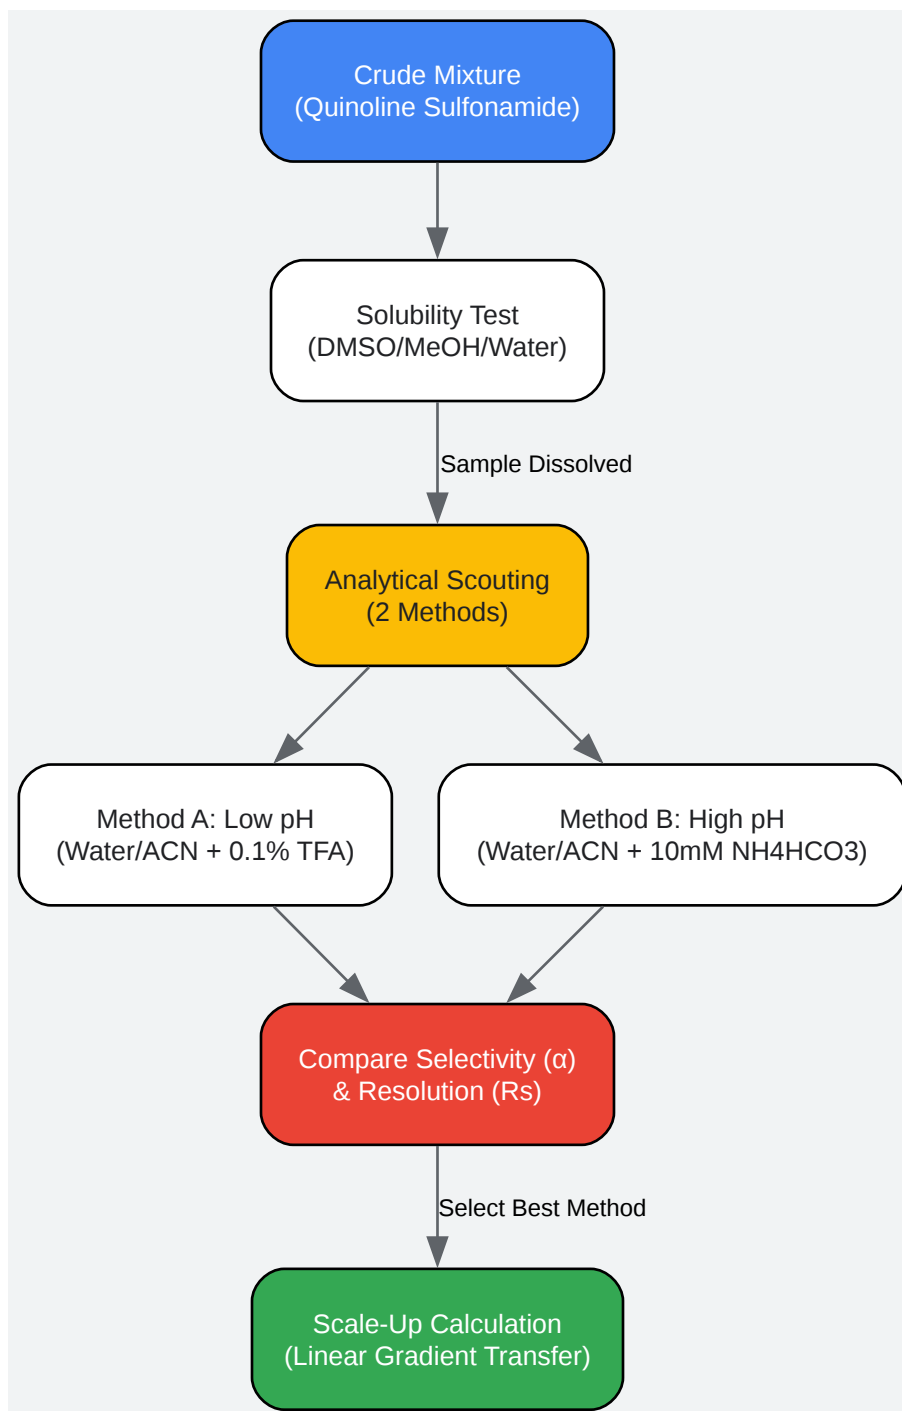 Crude Mixture
(Quinoline Sulfonamide)
Solubility Test
(DMSO/MeOH/Water)
Sample Dissolved
Analytical Scouting
(2 Methods)
Method A: Low pH
(Water/ACN + 0.1% TFA)
Method B: High pH
(Water/ACN + 10mM NH4HCO3)
Compare Selectivity (α)
& Resolution (Rs)
Select Best Method
Scale-Up Calculation
(Linear Gradient Transfer)